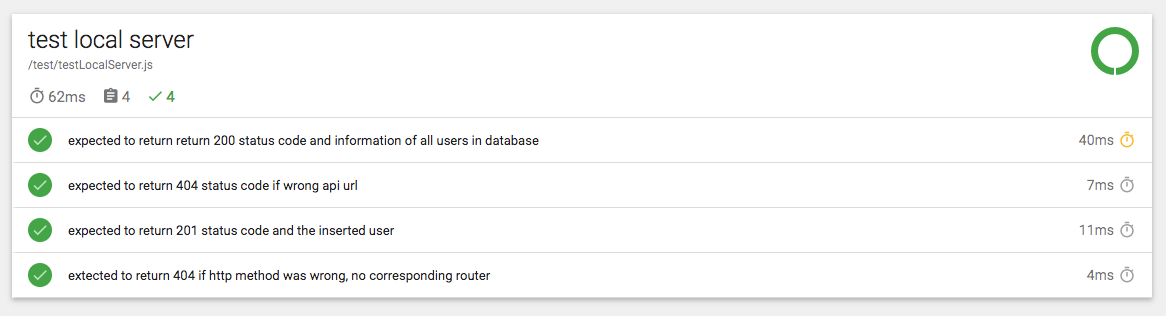 test local server
/test/testLocalServer.js
62ms 4 4
expected to return return 200 status code and information of all users in database 40ms
expected to return 404 status code if wrong api url 7ms
expected to return 201 status code and the inserted user 11ms
extected to return 404 if http method was wrong, no corresponding router 4ms